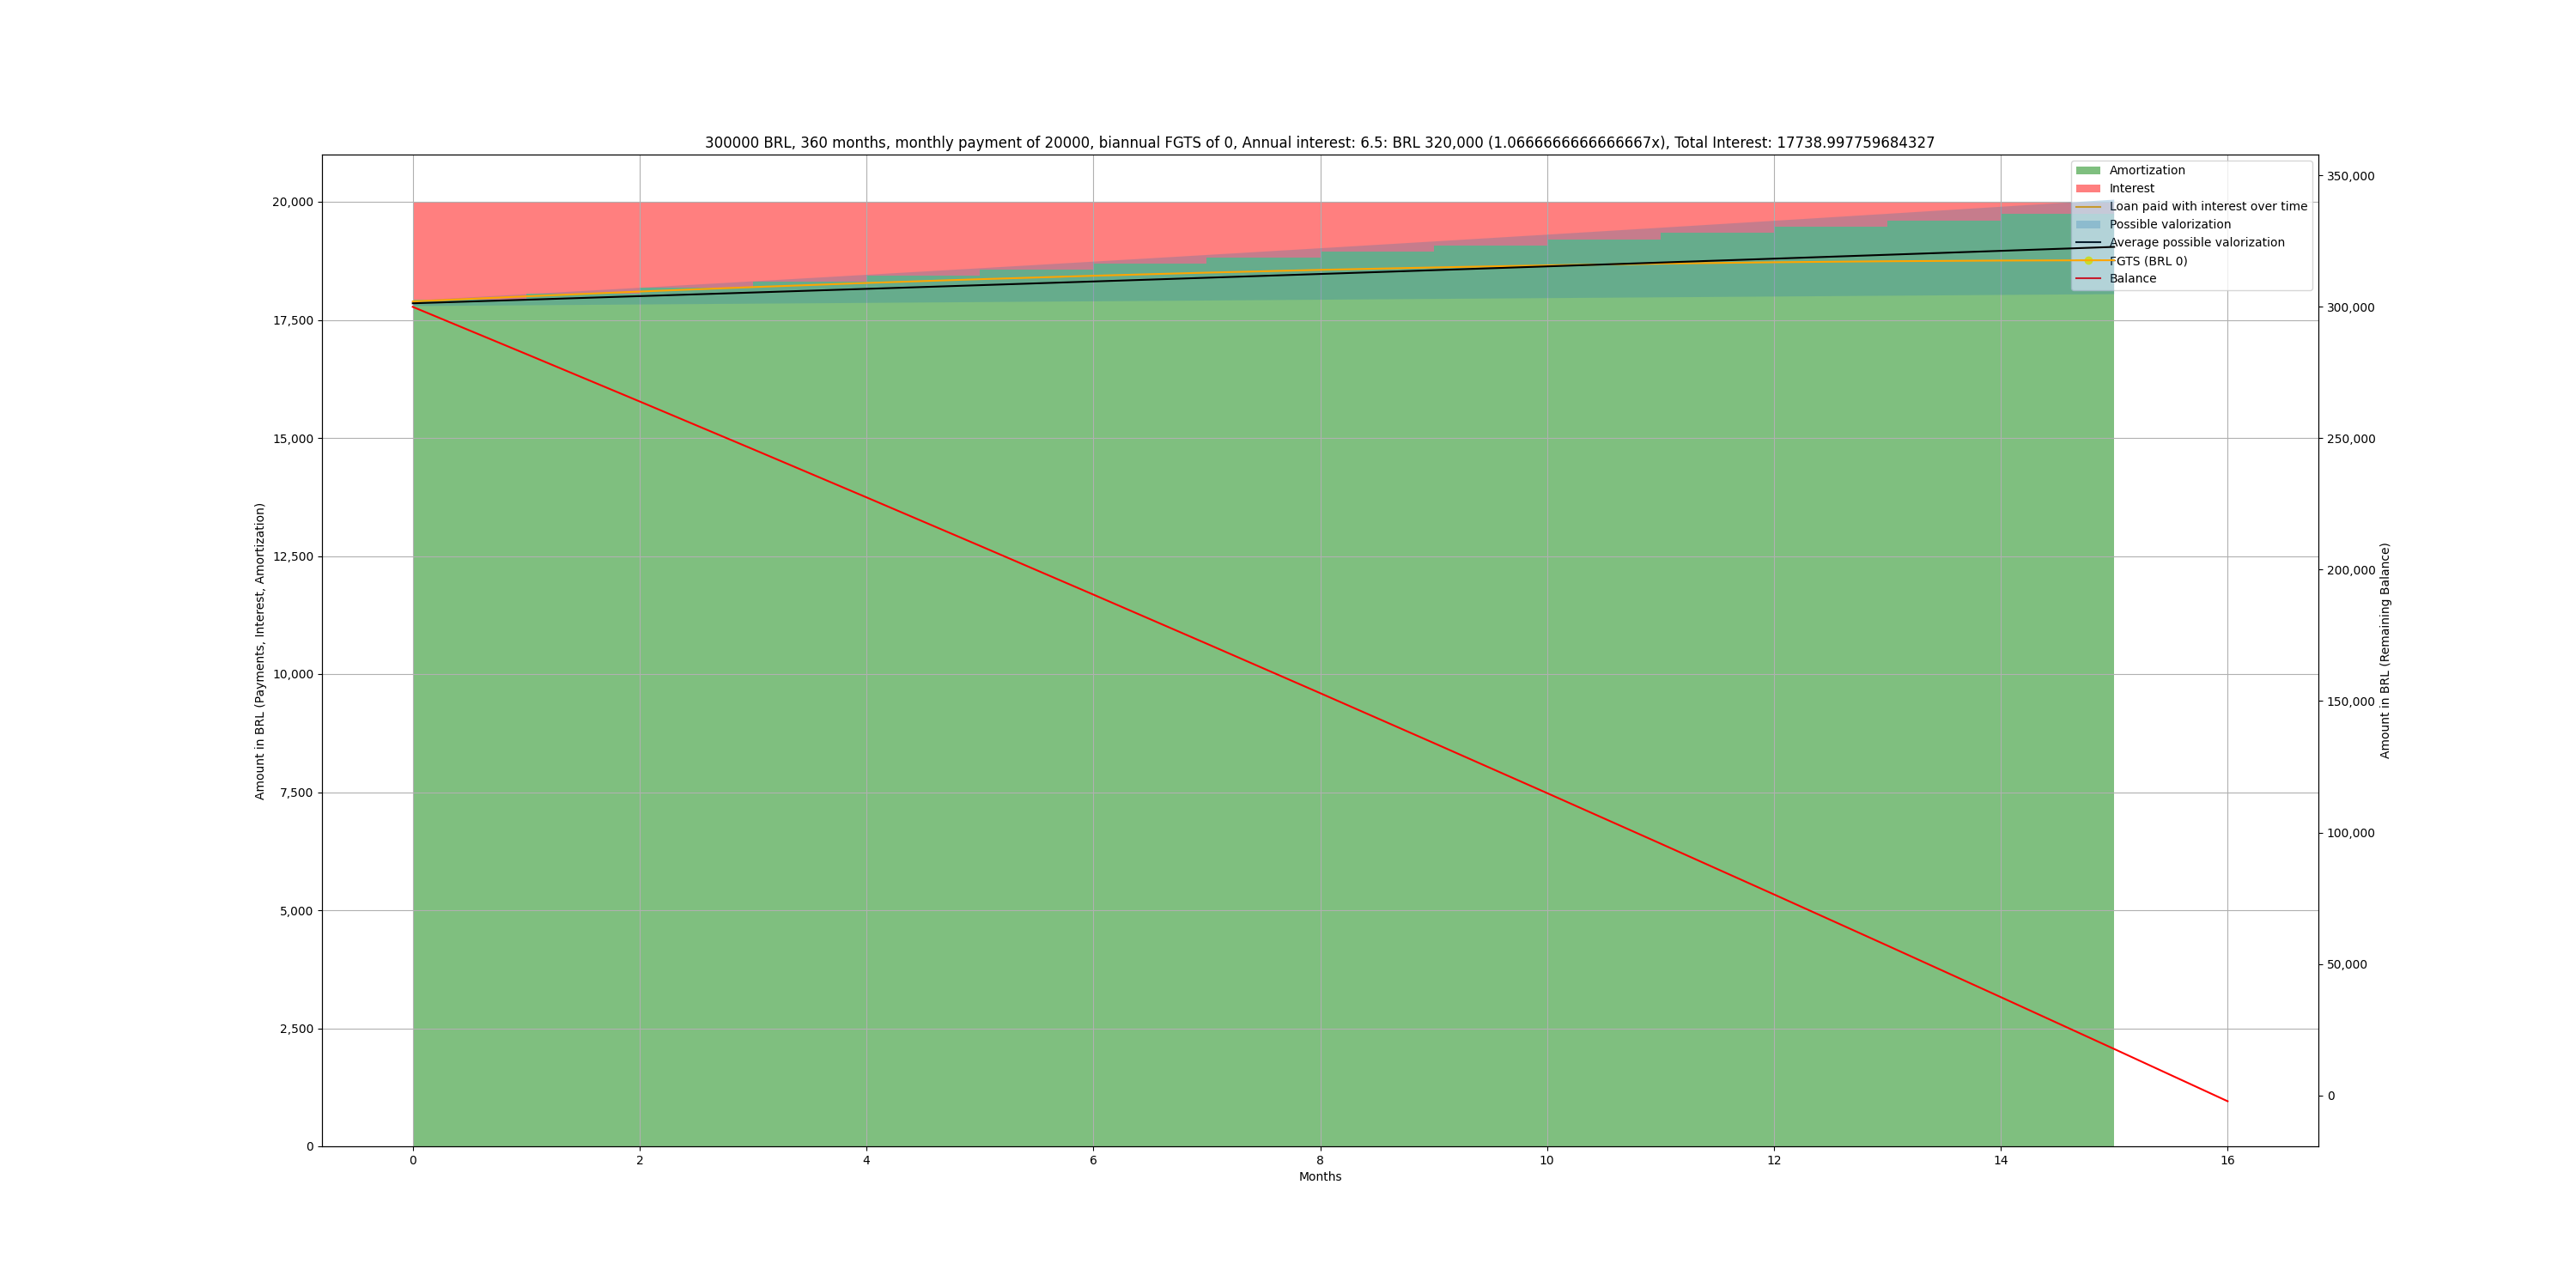 300000 BRL, 360 months, monthly payment of 20000, biannual FGTS of 0, Annual interest: 6.5: BRL 320,000 (1.0666666666666667x), Total Interest: 17738.997759684327
Amortization
Interest
Loan paid with interest over time
Possible valorization
Average possible valorization
FGTS (BRL 0)
Balance
Amount in BRL (Payments, Interest, Amortization)
20,000
17,500
15,000
12,500
10,000
7,500
5,000
2,500
0
350,000
300,000
250,000
200,000
150,000
100,000
50,000
0
Amount in BRL (Remaining Balance)
0 2 4 6 8 10 12 14 16
Months